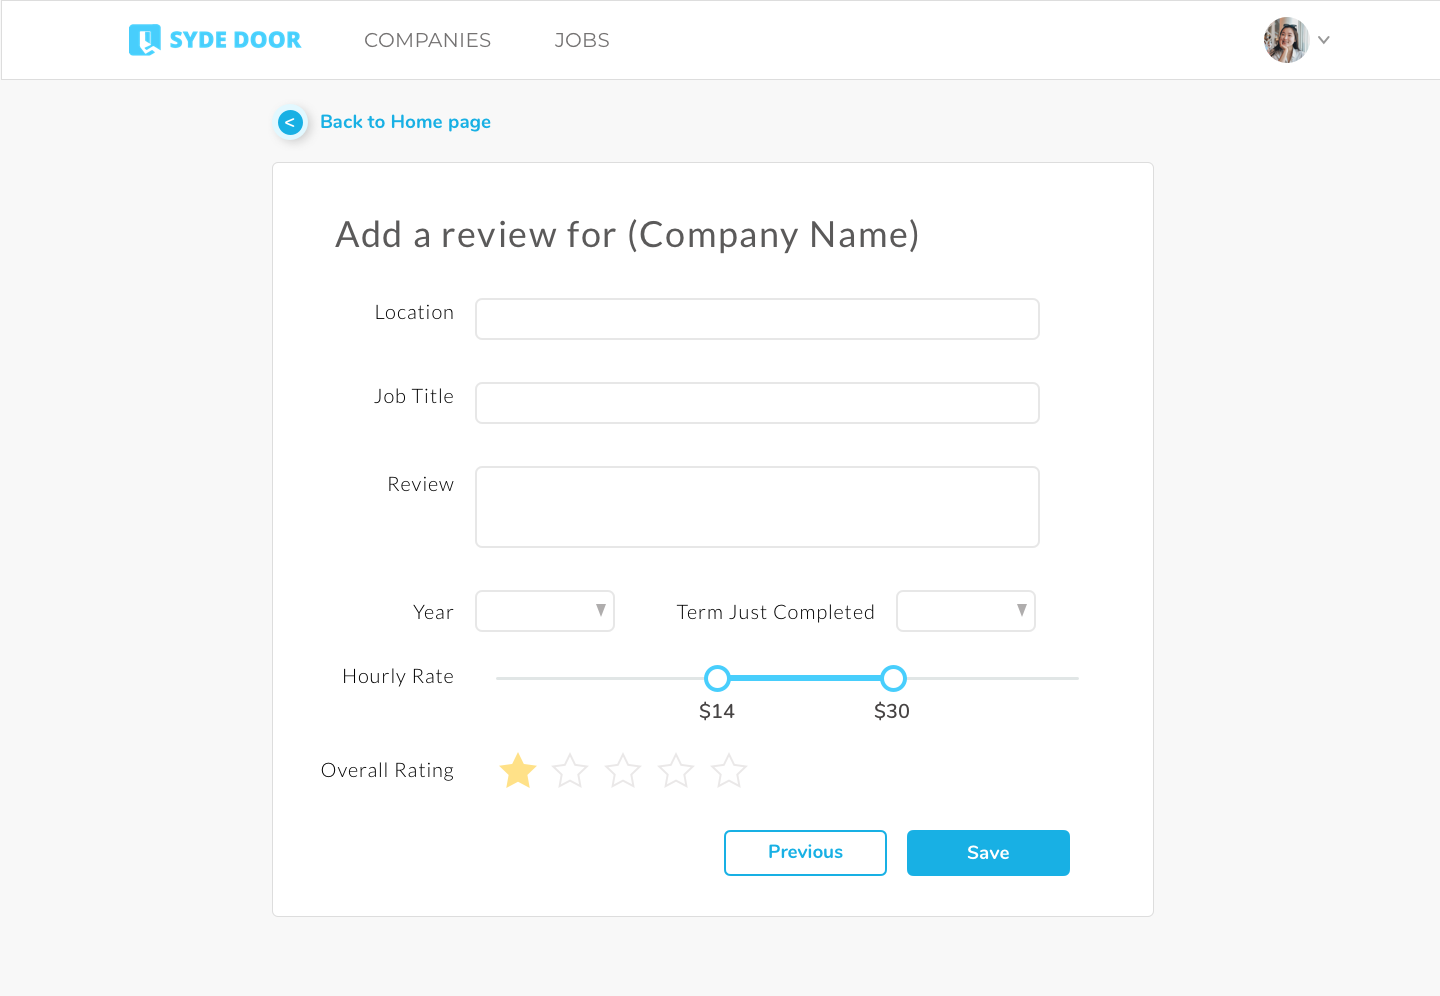 SYDE DOOR COMPANIES JOBS
< Back to Home page
Add a review for (Company Name)
Location
Job Title
Review
Year Term Just Completed
Hourly Rate
$14 $30
Overall Rating
Previous Save